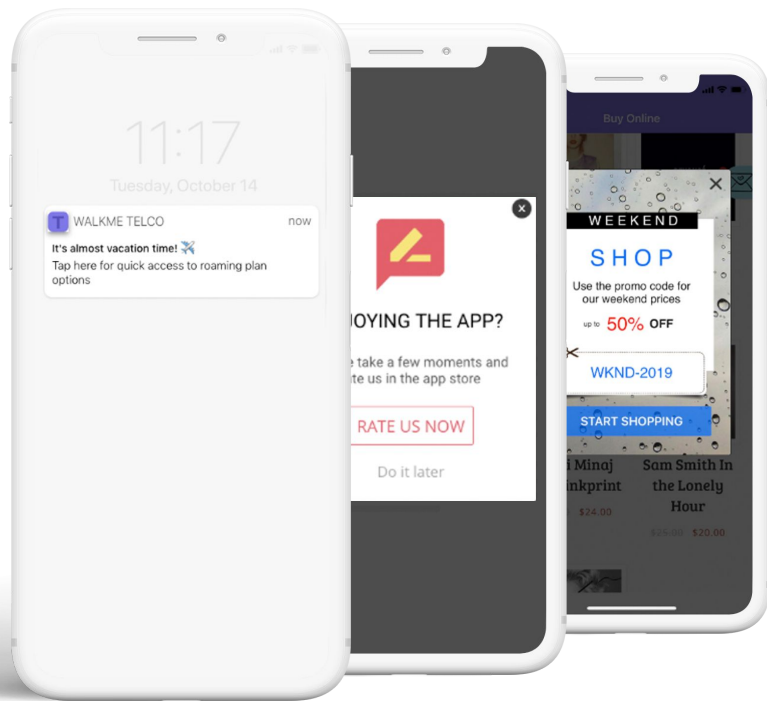 11:17
Tuesday, October 14
T WALKME TELCO now
It's almost vacation time! ✈️
Tap here for quick access to roaming plan
options
OYING THE APP?
take a few moments and
te us in the app store
RATE US NOW
Do it later
Buy Online
WEEKEND
SHOP
Use the promo code for
our weekend prices
up to 50% OFF
WKND-2019
START SHOPPING
i Minaj
inkprint
$24.00
Sam Smith In
the Lonely
Hour
$25.00 $20.00